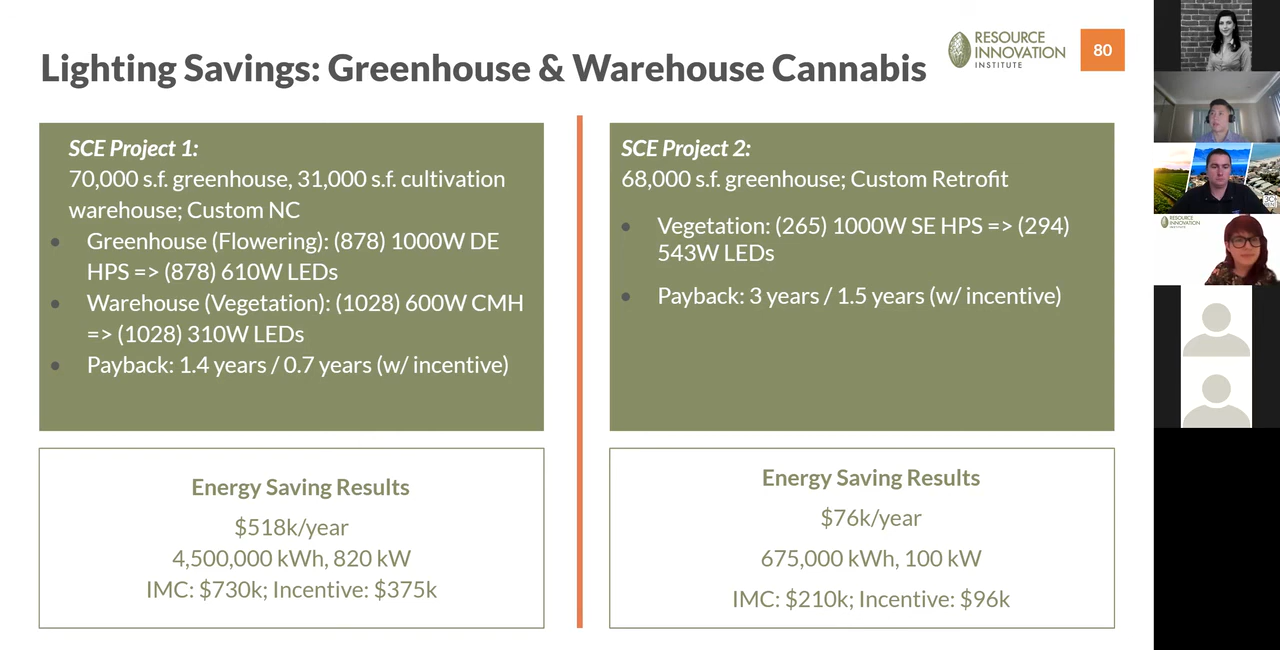 Lighting Savings: Greenhouse & Warehouse Cannabis
RESOURCE
INNOVATION
INSTITUTE
80
SCE Project 1:
70,000 s.f. greenhouse, 31,000 s.f. cultivation
warehouse; Custom NC
• Greenhouse (Flowering): (878) 1000W DE
HPS => (878) 610W LEDs
• Warehouse (Vegetation): (1028) 600W CMH
=> (1028) 310W LEDs
• Payback: 1.4 years / 0.7 years (w/ incentive)
Energy Saving Results
$518k/year
4,500,000 kWh, 820 kW
IMC: $730k; Incentive: $375k
SCE Project 2:
68,000 s.f. greenhouse; Custom Retrofit
• Vegetation: (265) 1000W SE HPS => (294)
543W LEDs
• Payback: 3 years / 1.5 years (w/ incentive)
Energy Saving Results
$76k/year
675,000 kWh, 100 kW
IMC: $210k; Incentive: $96k
RESOURCE
INNOVATION
INSTITUTE